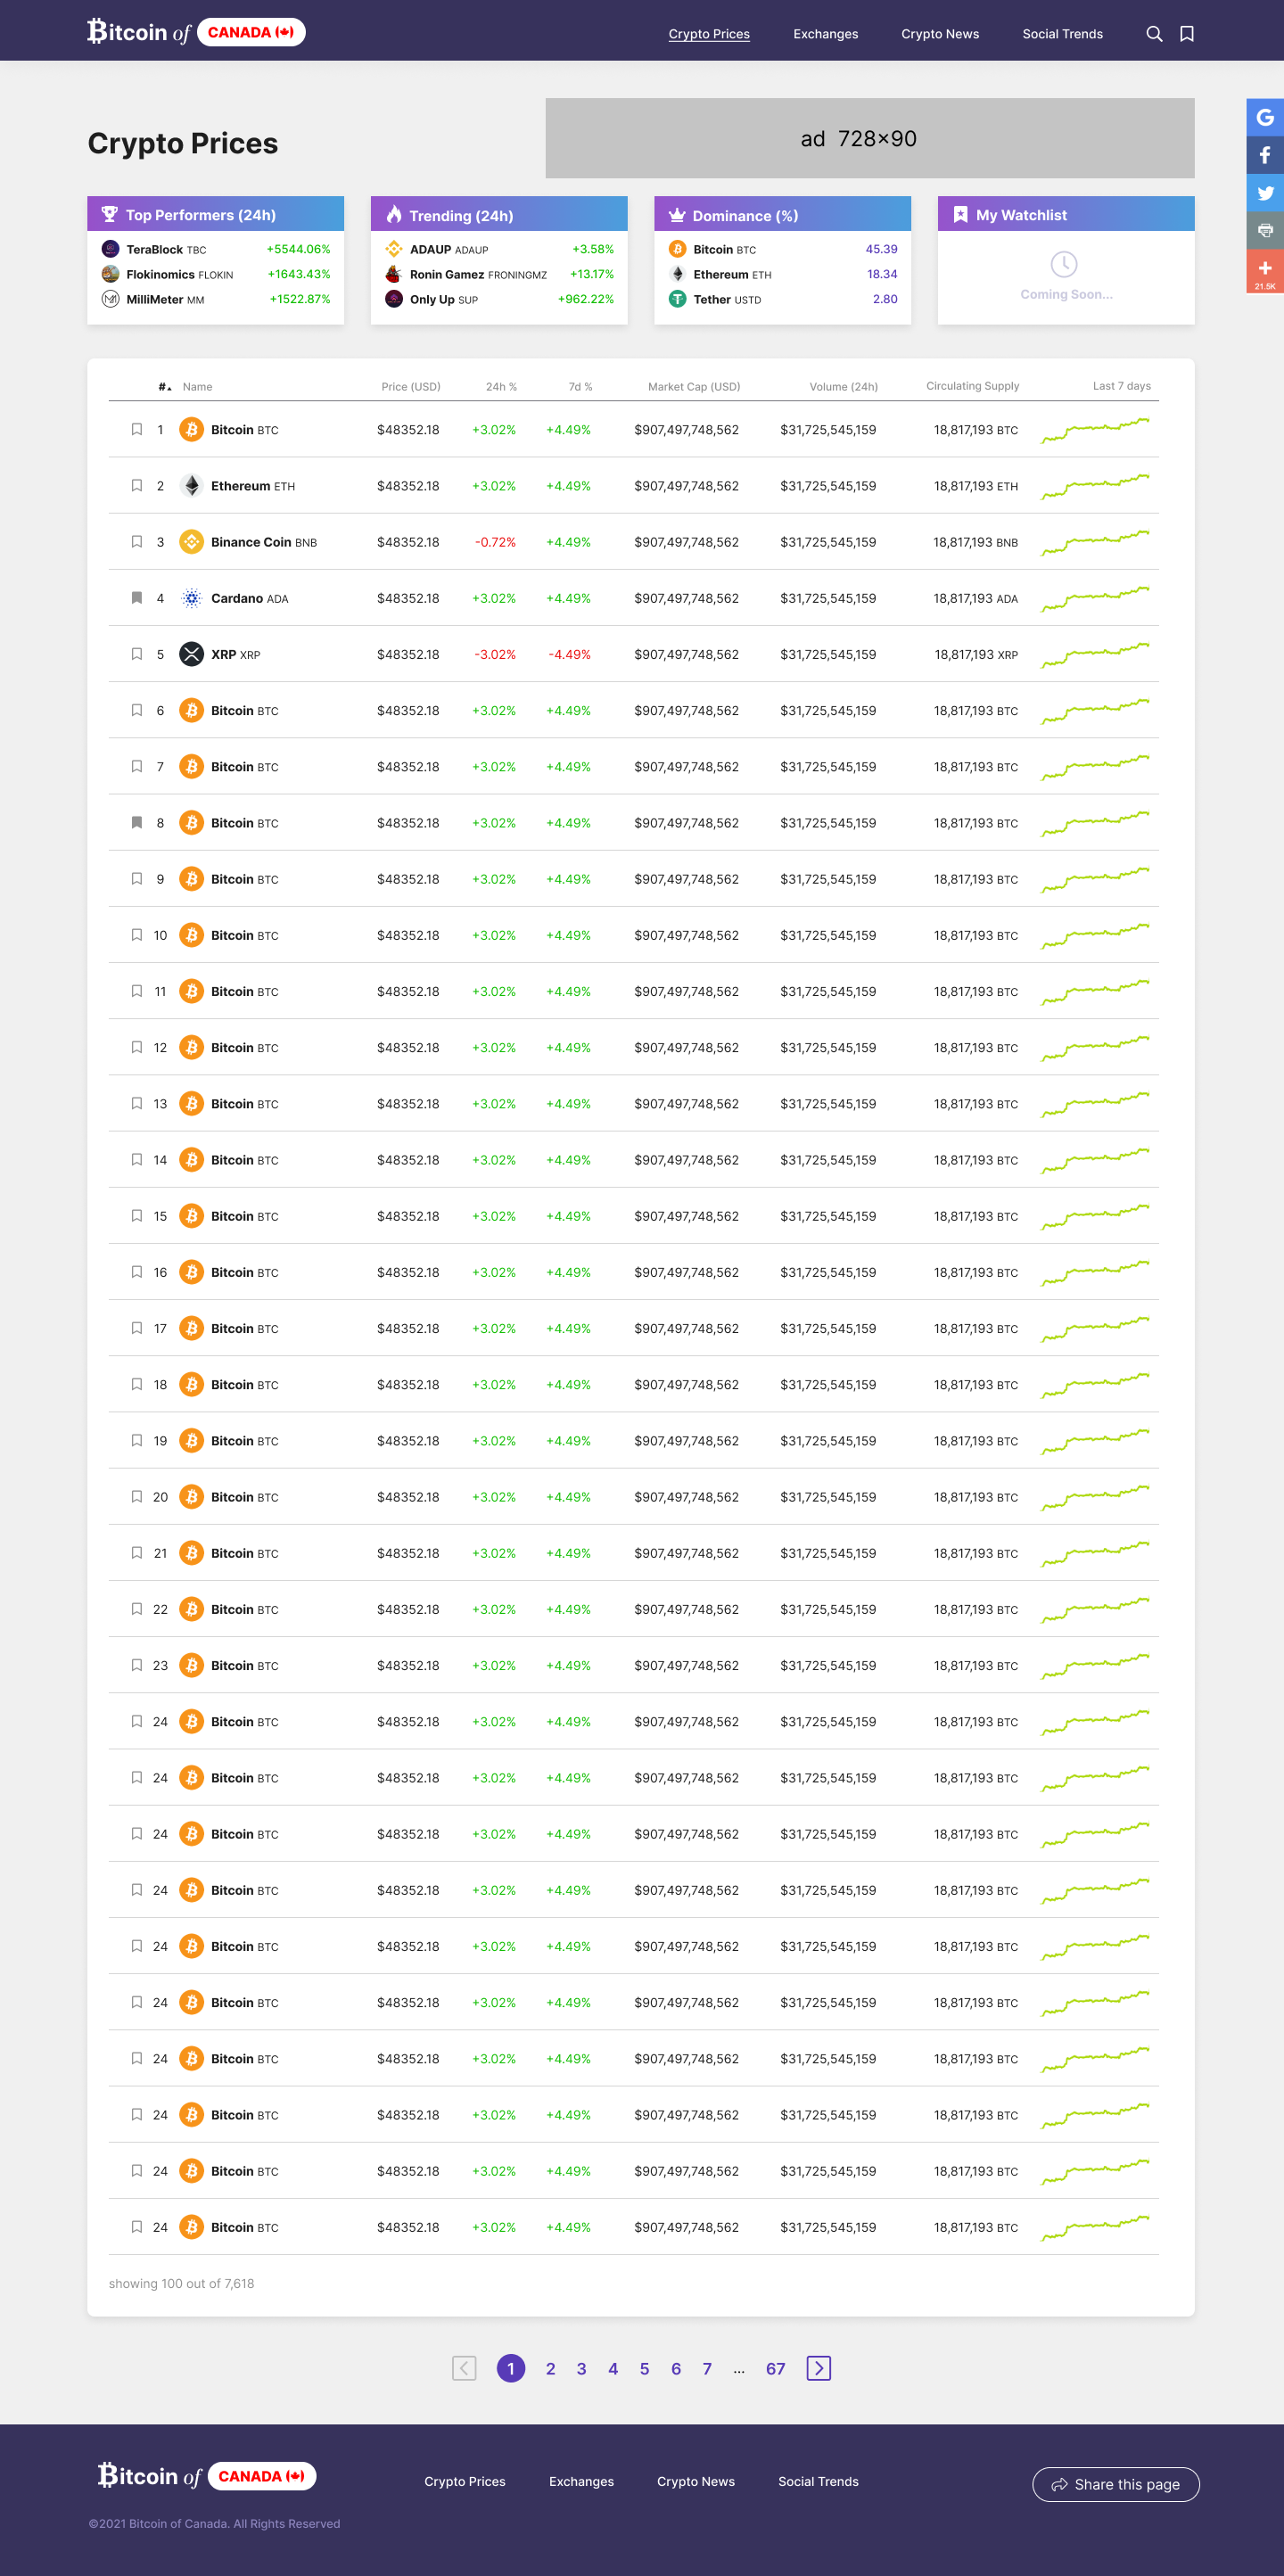 Bitcoin of CANADA Crypto Prices Exchanges Crypto News Social Trends
Crypto Prices
ad 728x90
21.5K
Top Performers (24h)
TeraBlock TBC +5544.06%
Flokinomics FLOKIN +1643.43%
MilliMeter MM +1522.87%
Trending (24h)
ADAUP ADAUP +3.58%
Ronin Gamez FRONINGMZ +13.17%
Only Up SUP +962.22%
Dominance (%)
Bitcoin BTC 45.39
Ethereum ETH 18.34
Tether USTD 2.80
My Watchlist
Coming Soon...
# Name Price (USD) 24h % 7d % Market Cap (USD) Volume (24h) Circulating Supply Last 7 days
1 Bitcoin BTC $48352.18 +3.02% +4.49% $907,497,748,562 $31,725,545,159 18,817,193 BTC
2 Ethereum ETH $48352.18 +3.02% +4.49% $907,497,748,562 $31,725,545,159 18,817,193 ETH
3 Binance Coin BNB $48352.18 -0.72% +4.49% $907,497,748,562 $31,725,545,159 18,817,193 BNB
4 Cardano ADA $48352.18 +3.02% +4.49% $907,497,748,562 $31,725,545,159 18,817,193 ADA
5 XRP XRP $48352.18 -3.02% -4.49% $907,497,748,562 $31,725,545,159 18,817,193 XRP
6 Bitcoin BTC $48352.18 +3.02% +4.49% $907,497,748,562 $31,725,545,159 18,817,193 BTC
7 Bitcoin BTC $48352.18 +3.02% +4.49% $907,497,748,562 $31,725,545,159 18,817,193 BTC
8 Bitcoin BTC $48352.18 +3.02% +4.49% $907,497,748,562 $31,725,545,159 18,817,193 BTC
9 Bitcoin BTC $48352.18 +3.02% +4.49% $907,497,748,562 $31,725,545,159 18,817,193 BTC
10 Bitcoin BTC $48352.18 +3.02% +4.49% $907,497,748,562 $31,725,545,159 18,817,193 BTC
11 Bitcoin BTC $48352.18 +3.02% +4.49% $907,497,748,562 $31,725,545,159 18,817,193 BTC
12 Bitcoin BTC $48352.18 +3.02% +4.49% $907,497,748,562 $31,725,545,159 18,817,193 BTC
13 Bitcoin BTC $48352.18 +3.02% +4.49% $907,497,748,562 $31,725,545,159 18,817,193 BTC
14 Bitcoin BTC $48352.18 +3.02% +4.49% $907,497,748,562 $31,725,545,159 18,817,193 BTC
15 Bitcoin BTC $48352.18 +3.02% +4.49% $907,497,748,562 $31,725,545,159 18,817,193 BTC
16 Bitcoin BTC $48352.18 +3.02% +4.49% $907,497,748,562 $31,725,545,159 18,817,193 BTC
17 Bitcoin BTC $48352.18 +3.02% +4.49% $907,497,748,562 $31,725,545,159 18,817,193 BTC
18 Bitcoin BTC $48352.18 +3.02% +4.49% $907,497,748,562 $31,725,545,159 18,817,193 BTC
19 Bitcoin BTC $48352.18 +3.02% +4.49% $907,497,748,562 $31,725,545,159 18,817,193 BTC
20 Bitcoin BTC $48352.18 +3.02% +4.49% $907,497,748,562 $31,725,545,159 18,817,193 BTC
21 Bitcoin BTC $48352.18 +3.02% +4.49% $907,497,748,562 $31,725,545,159 18,817,193 BTC
22 Bitcoin BTC $48352.18 +3.02% +4.49% $907,497,748,562 $31,725,545,159 18,817,193 BTC
23 Bitcoin BTC $48352.18 +3.02% +4.49% $907,497,748,562 $31,725,545,159 18,817,193 BTC
24 Bitcoin BTC $48352.18 +3.02% +4.49% $907,497,748,562 $31,725,545,159 18,817,193 BTC
24 Bitcoin BTC $48352.18 +3.02% +4.49% $907,497,748,562 $31,725,545,159 18,817,193 BTC
24 Bitcoin BTC $48352.18 +3.02% +4.49% $907,497,748,562 $31,725,545,159 18,817,193 BTC
24 Bitcoin BTC $48352.18 +3.02% +4.49% $907,497,748,562 $31,725,545,159 18,817,193 BTC
24 Bitcoin BTC $48352.18 +3.02% +4.49% $907,497,748,562 $31,725,545,159 18,817,193 BTC
24 Bitcoin BTC $48352.18 +3.02% +4.49% $907,497,748,562 $31,725,545,159 18,817,193 BTC
24 Bitcoin BTC $48352.18 +3.02% +4.49% $907,497,748,562 $31,725,545,159 18,817,193 BTC
24 Bitcoin BTC $48352.18 +3.02% +4.49% $907,497,748,562 $31,725,545,159 18,817,193 BTC
24 Bitcoin BTC $48352.18 +3.02% +4.49% $907,497,748,562 $31,725,545,159 18,817,193 BTC
24 Bitcoin BTC $48352.18 +3.02% +4.49% $907,497,748,562 $31,725,545,159 18,817,193 BTC
showing 100 out of 7,618
1 2 3 4 5 6 7 ... 67
Bitcoin of CANADA Crypto Prices Exchanges Crypto News Social Trends Share this page
©2021 Bitcoin of Canada. All Rights Reserved